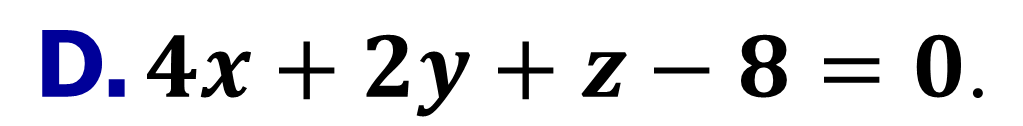 D. 4x + 2y + z − 8 = 0.